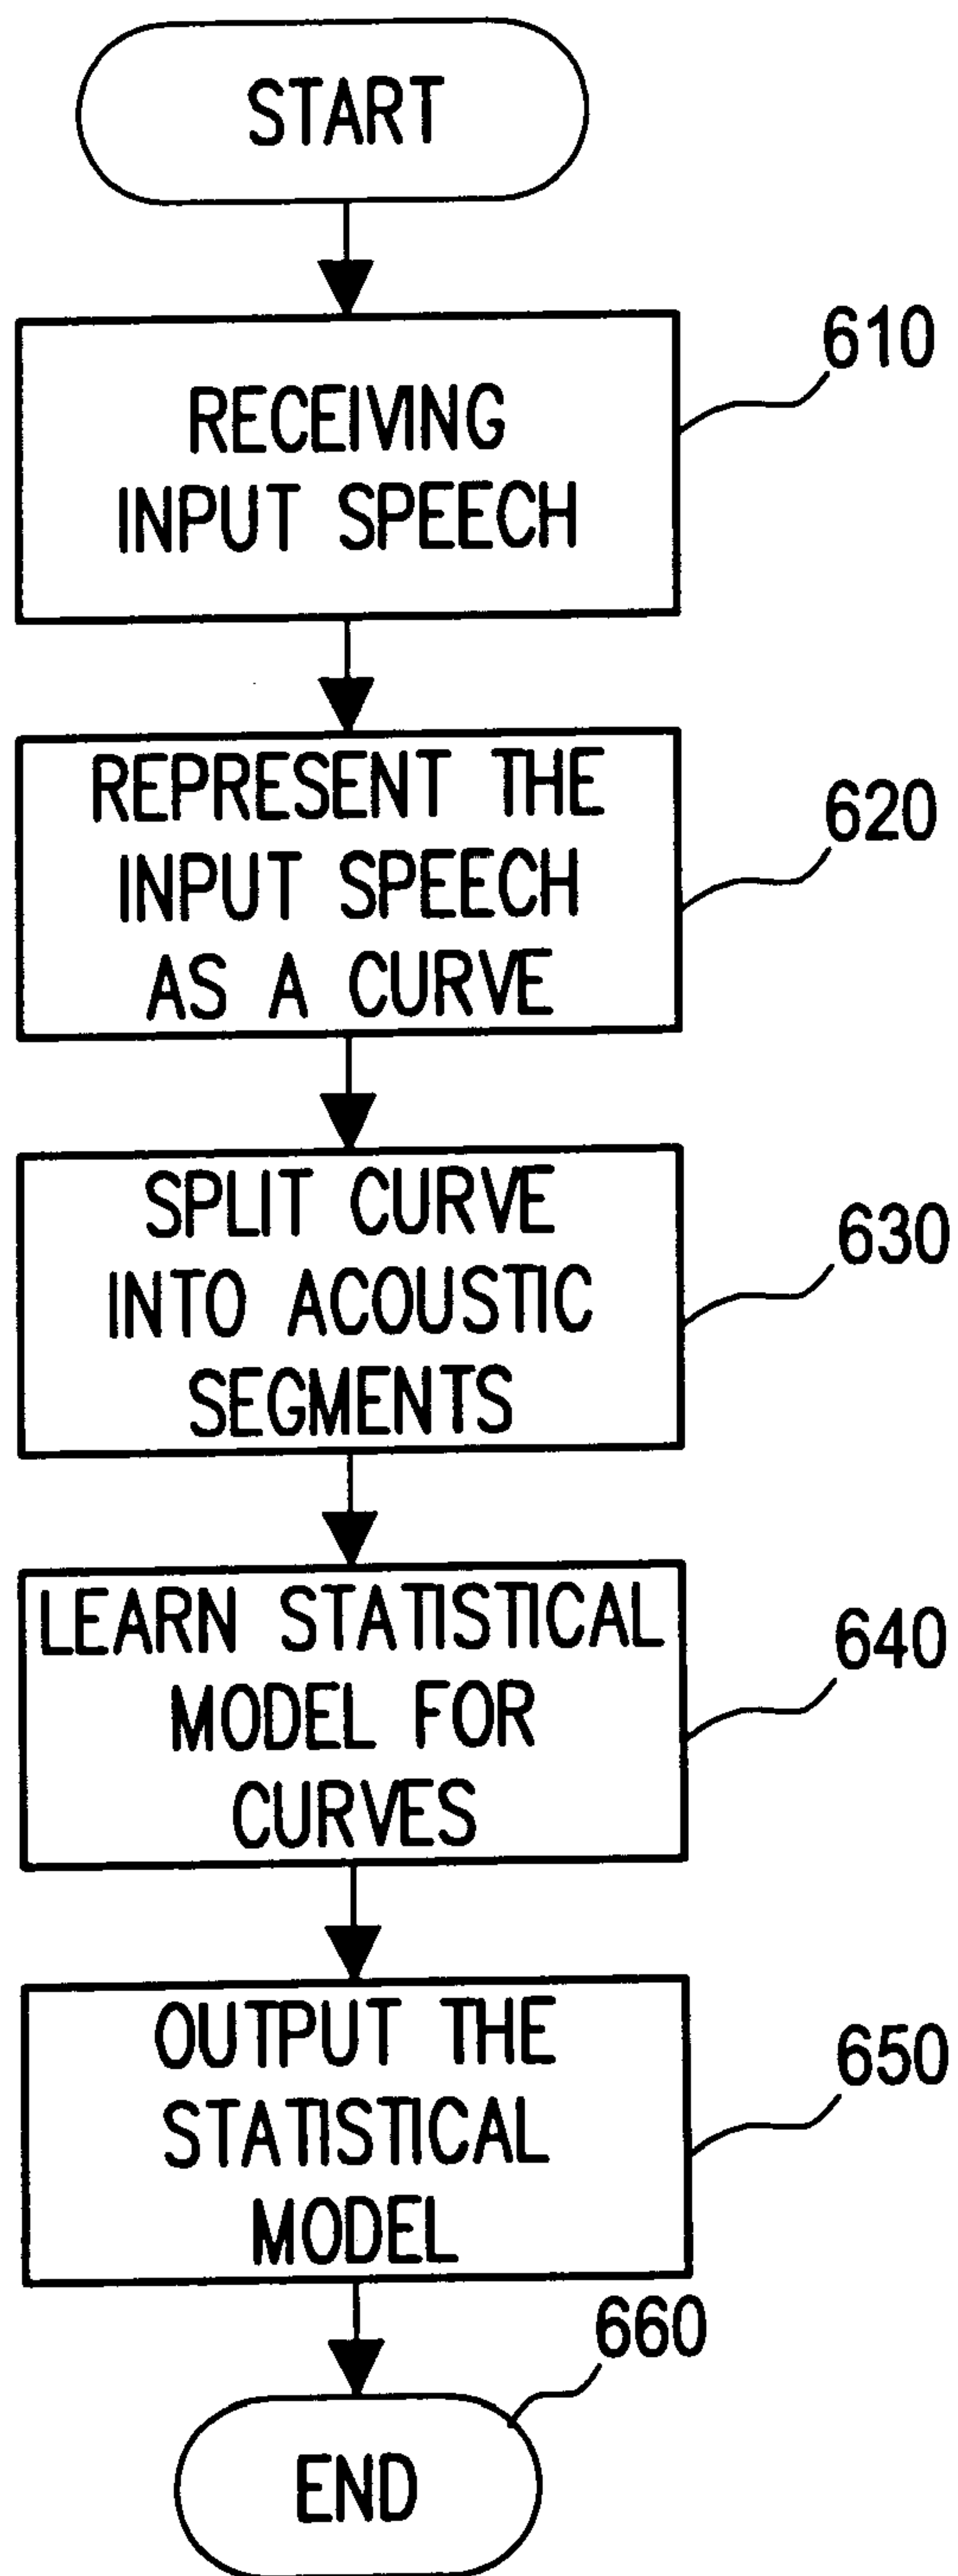 START
RECEIVING
INPUT SPEECH
610
REPRESENT THE
INPUT SPEECH
AS A CURVE
620
SPLIT CURVE
INTO ACOUSTIC
SEGMENTS
630
LEARN STATISTICAL
MODEL FOR
CURVES
640
OUTPUT THE
STATISTICAL
MODEL
650
660
END